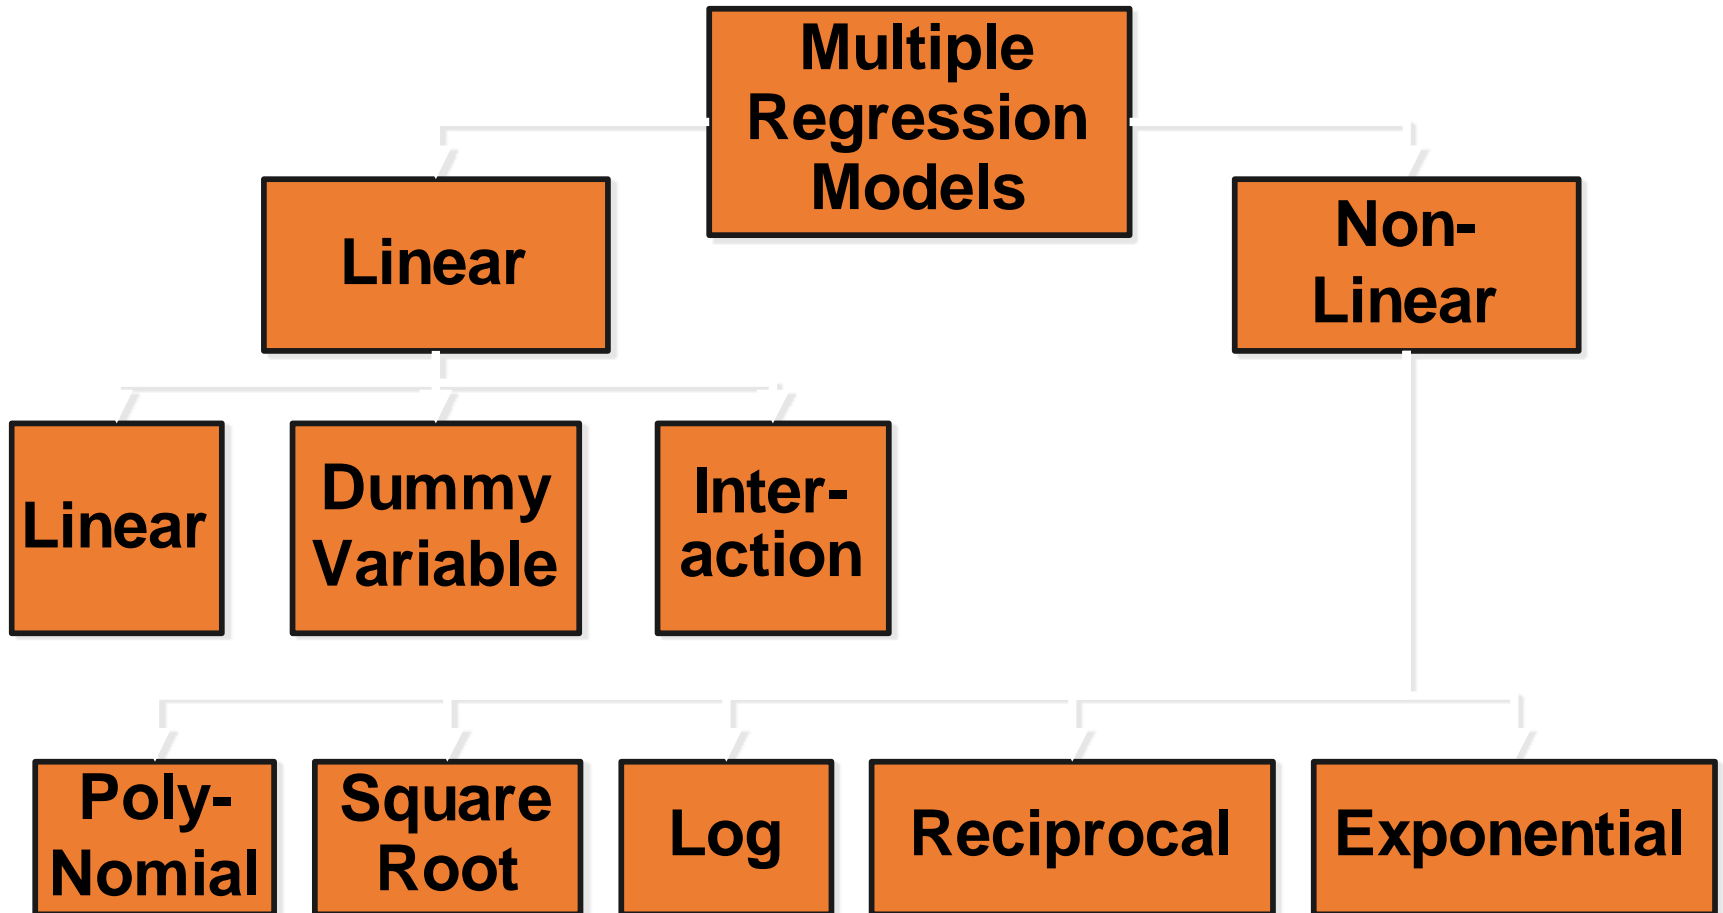 Multiple
Regression
Models
Linear
Non-
Linear
Linear
Dummy
Variable
Inter-
action
Poly-
Nomial
Square
Root
Log
Reciprocal
Exponential